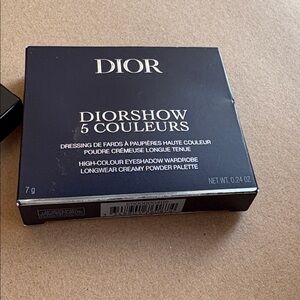 DIOR
DIORSHOW
5 COULEURS
DRESSING DE FARDS À PAUPIÈRES HAUTE COULEUR
POUDRE CRÉMEUSE LONGUE TENUE
HIGH-COLOUR EYESHADOW WARDROBE
LONGWEAR CREAMY POWDER PALETTE
7 g
NET WT. 0.24 OZ.